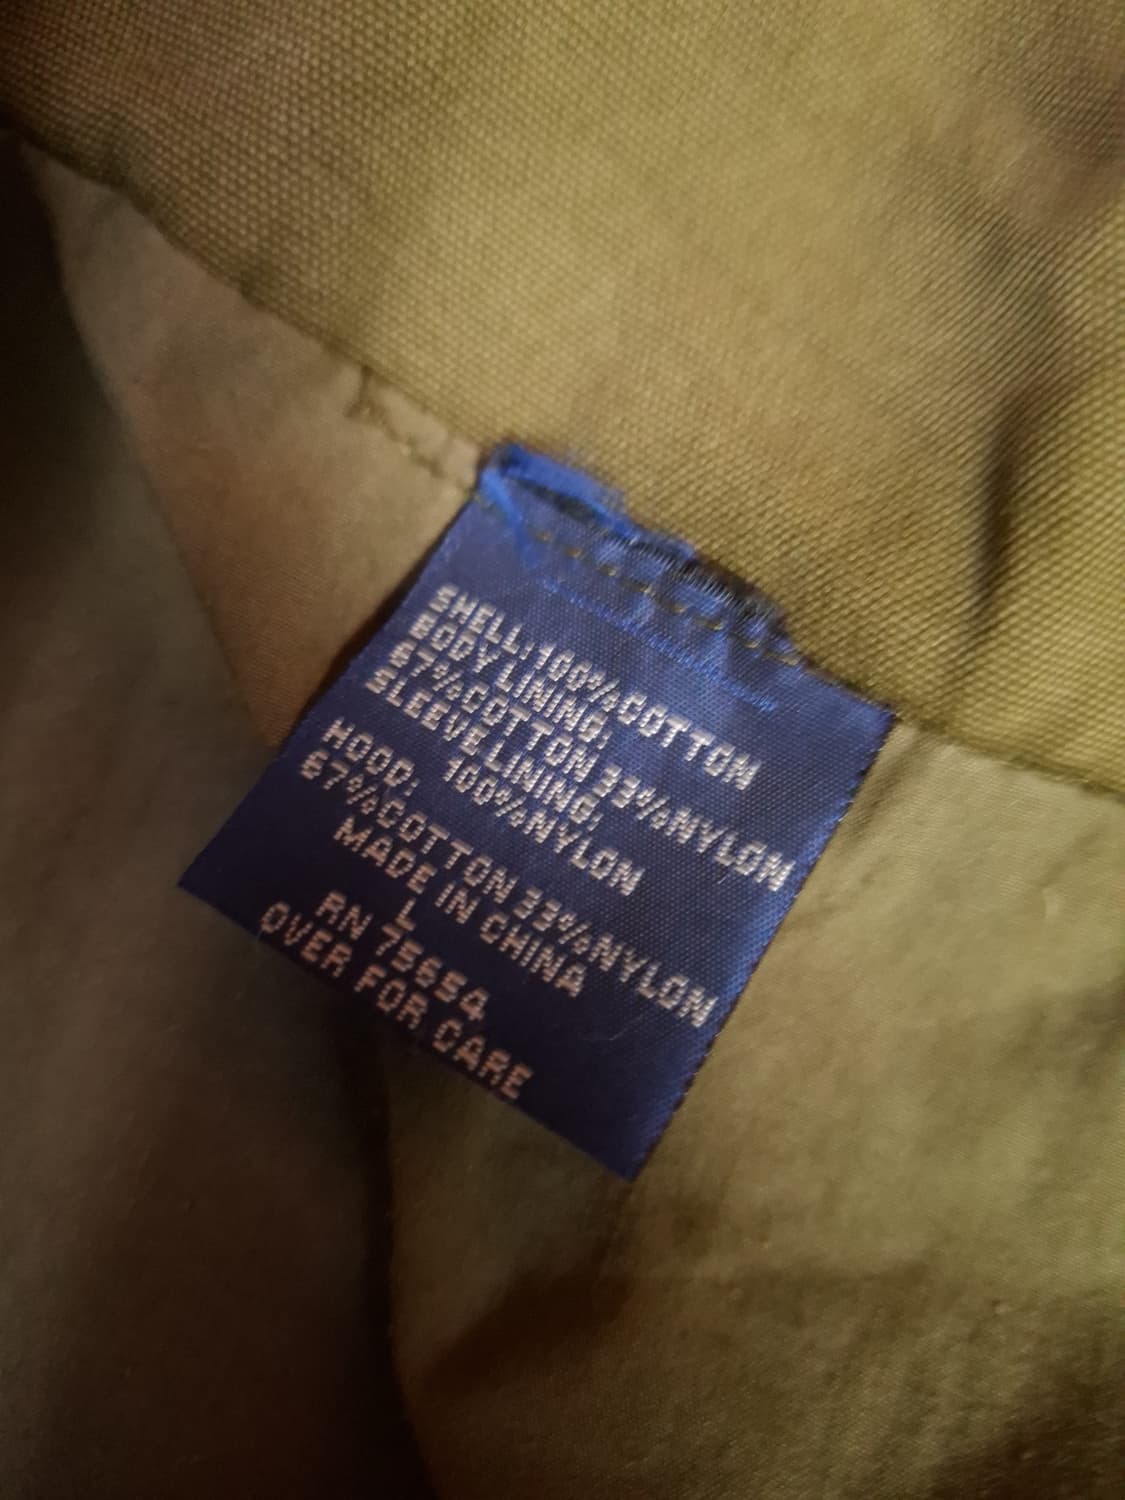 SHELL:100%COTTON
BODY LINING:
67%COTTON 33%NYLON
SLEEVE LINING:
100%NYLON
HOOD:
67%COTTON 33%NYLON
MADE IN CHINA
L
RN 75654
OVER FOR CARE